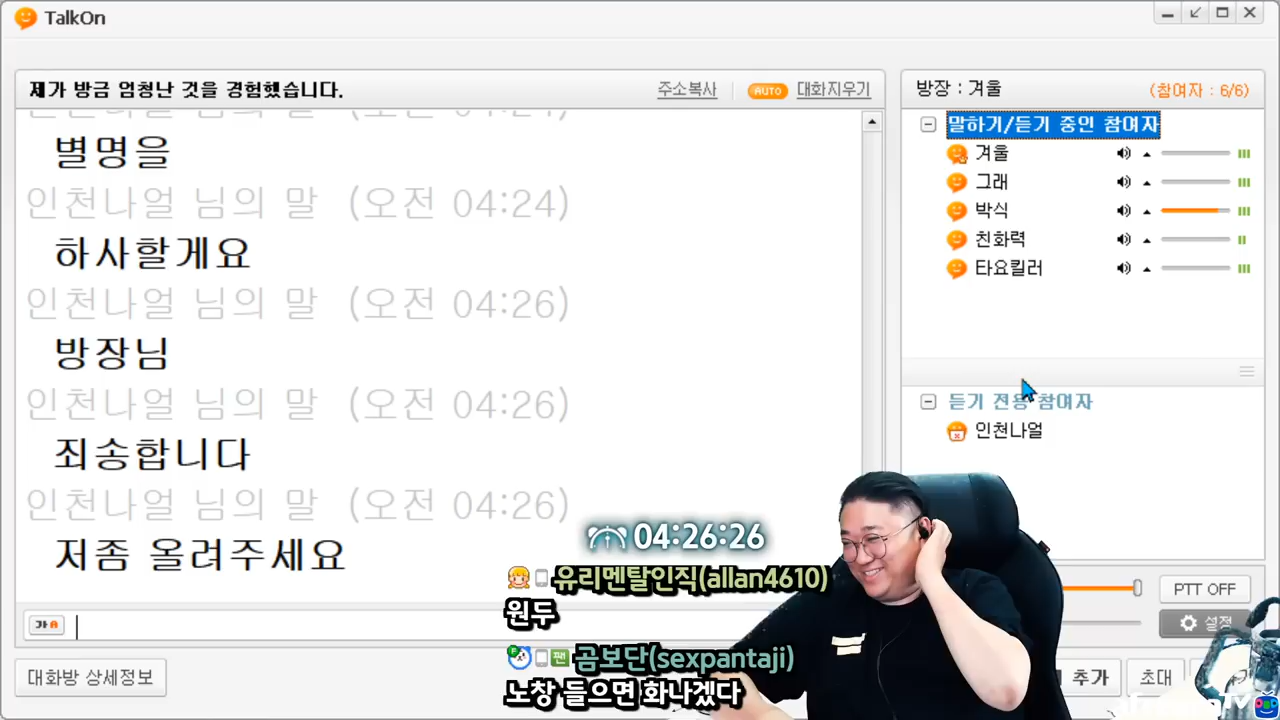 TalkOn
제가 방금 엄청난 것을 경험했습니다.
주소복사
AUTO
대화지우기
별명을
인천나얼 님의 말 (오전 04:24)
하사할게요
인천나얼 님의 말 (오전 04:26)
방장님
인천나얼 님의 말 (오전 04:26)
죄송합니다
인천나얼 님의 말 (오전 04:26)
저좀 올려주세요
가A
대화방 상세정보
방장 : 겨울
(참여자 : 6/6)
말하기/듣기 중인 참여자
겨울
그래
박식
친화력
타요킬러
듣기 전용 참여자
인천나얼
PTT OFF
설정
추가
초대
04:26:26
유리멘탈인직(allan4610)
원두
팬
곰보단(sexpantaji)
노창 들으면 화나겠다